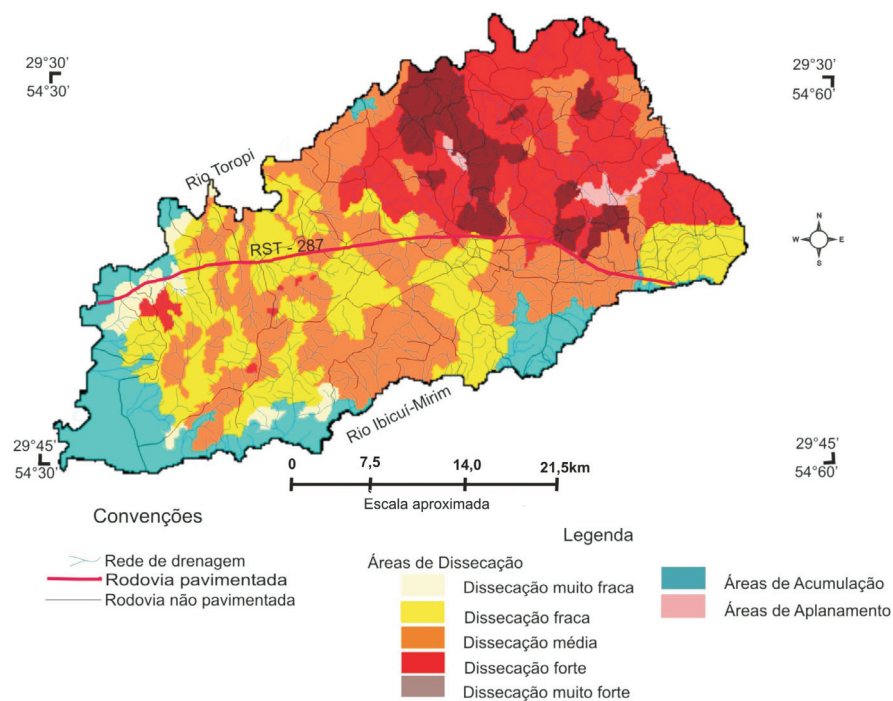 29°30’
54°30’
29°30’
54°60’
Rio Toropi
RST - 287
N
W E
S
Rio Ibicuí-Mirim
29°45’
54°30’
29°45’
54°60’
0 7,5 14,0 21,5km
Escala aproximada
Convenções
Rede de drenagem
Rodovia pavimentada
Rodovia não pavimentada
Legenda
Áreas de Dissecação
Dissecação muito fraca
Dissecação fraca
Dissecação média
Dissecação forte
Dissecação muito forte
Áreas de Acumulação
Áreas de Aplanamento